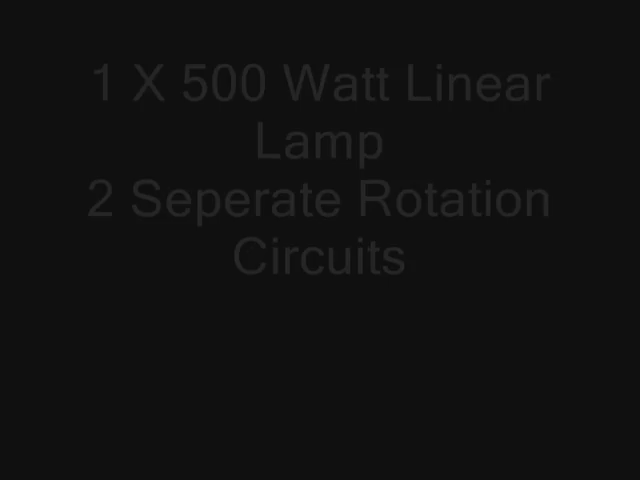 1 X 500 Watt Linear
Lamp
2 Seperate Rotation
Circuits